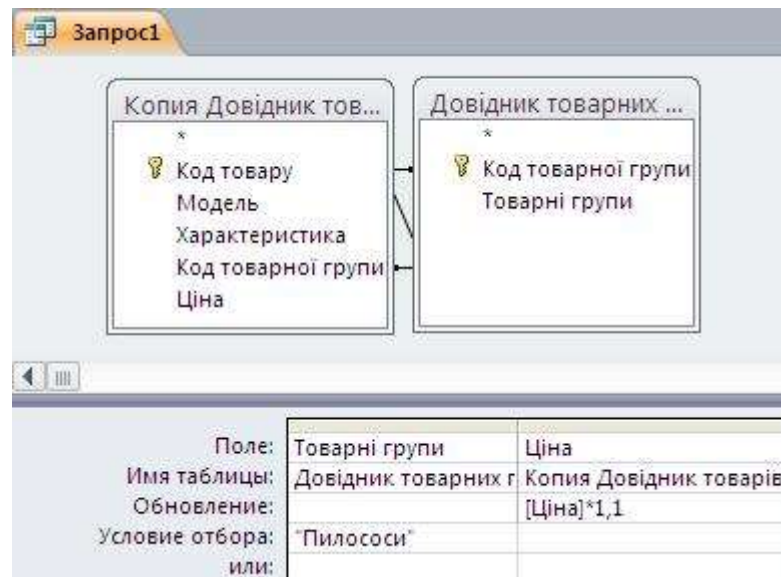 Запрос1
Копия Довідник тов...
*
Код товару
Модель
Характеристика
Код товарної групи
Ціна
Довідник товарних ...
*
Код товарної групи
Товарні групи
Поле: Товарні групи Ціна
Имя таблицы: Довідник товарних г Копия Довідник товарів
Обновление: [Ціна]*1,1
Условие отбора: "Пилососи"
или: